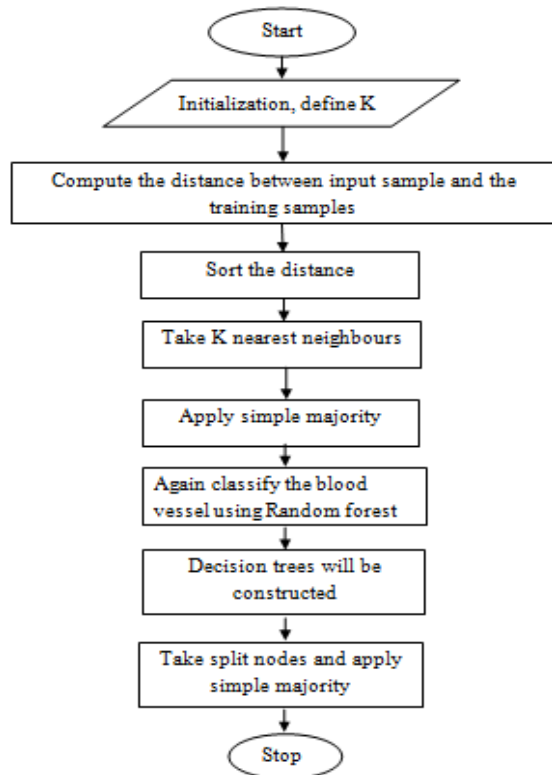 Start
Initialization, define K
Compute the distance between input sample and the
training samples
Sort the distance
Take K nearest neighbours
Apply simple majority
Again classify the blood
vessel using Random forest
Decision trees will be
constructed
Take split nodes and apply
simple majority
Stop